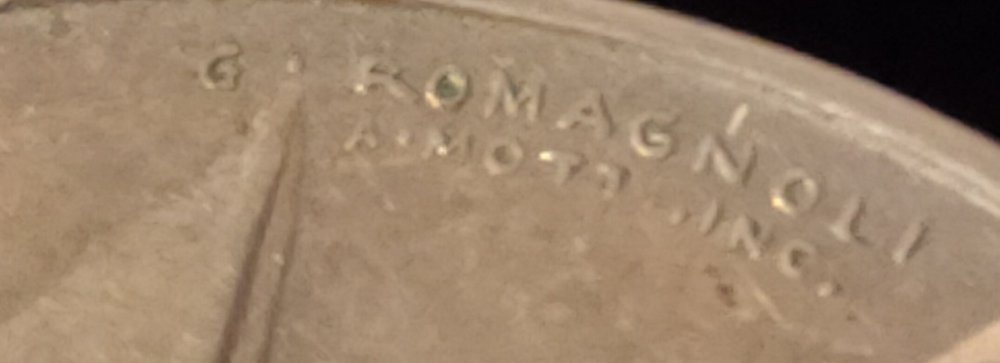 G. ROMAGNOLI
A. MOTTI INC.